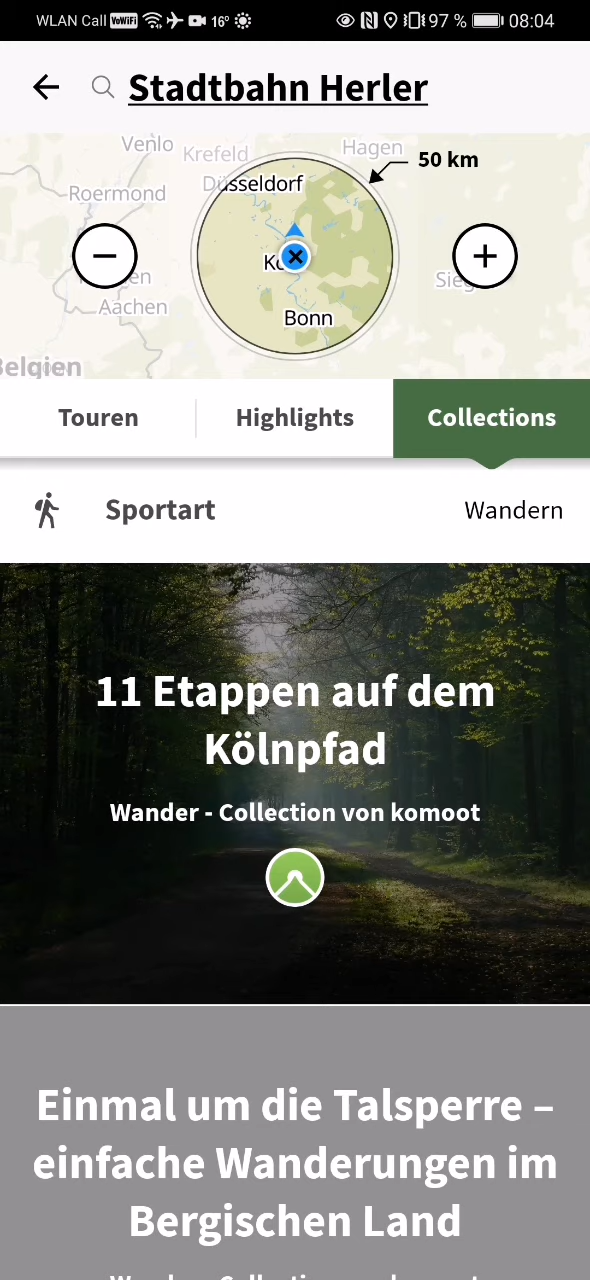 WLAN Call VoWiFi 16° 97 % 08:04
Stadtbahn Herler
Venlo
Krefeld
Hagen
50 km
Düsseldorf
Roermond
Aachen
Bonn
Belgien
Touren Highlights Collections
Sportart Wandern
11 Etappen auf dem
Kölnpfad
Wander - Collection von komoot
Einmal um die Talsperre –
einfache Wanderungen im
Bergischen Land